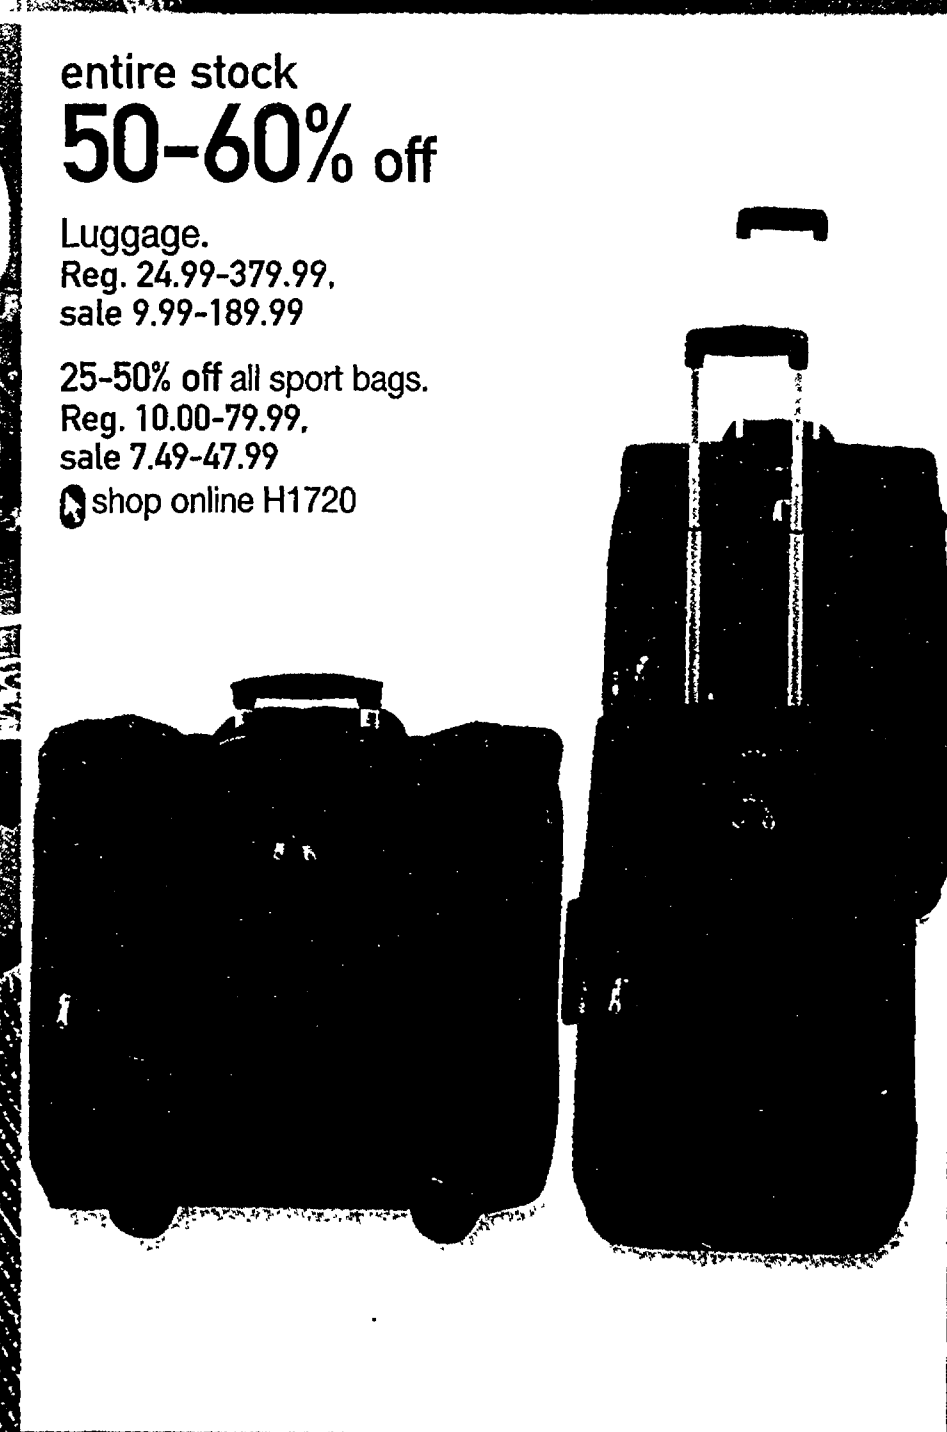 entire stock
50-60% off
Luggage.
Reg. 24.99-379.99,
sale 9.99-189.99
25-50% off all sport bags.
Reg. 10.00-79.99,
sale 7.49-47.99
shop online H1720